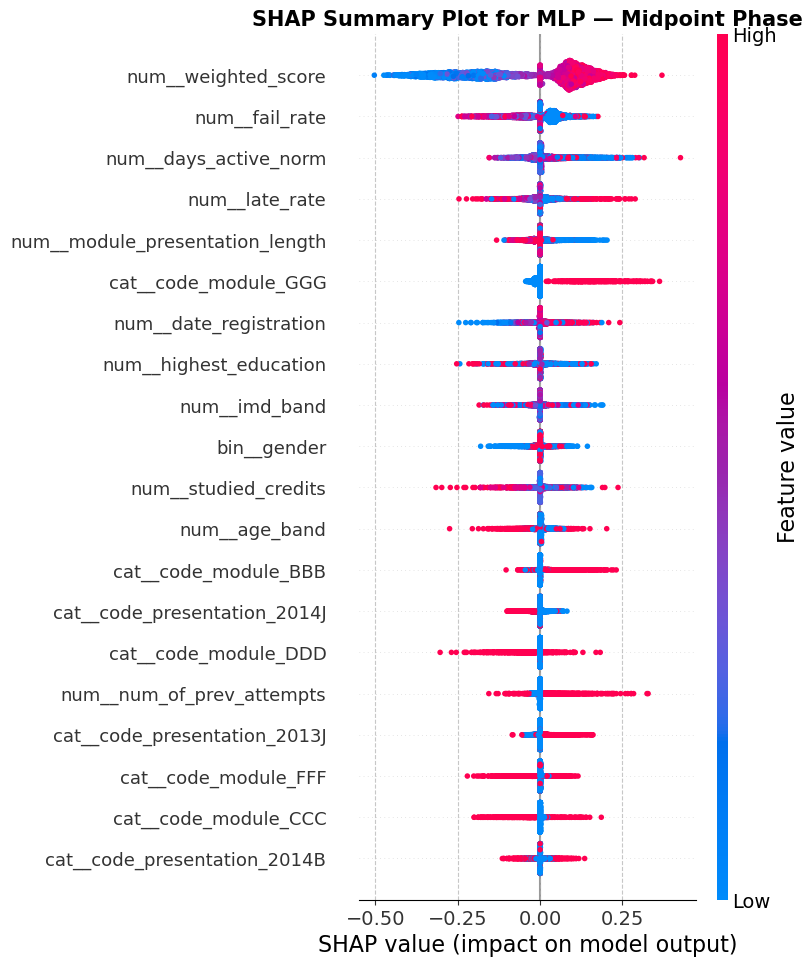 SHAP Summary Plot for MLP — Midpoint Phase
High
num__weighted_score
num__fail_rate
num__days_active_norm
num__late_rate
num__module_presentation_length
cat__code_module_GGG
num__date_registration
num__highest_education
num__imd_band
bin__gender
num__studied_credits
num__age_band
cat__code_module_BBB
cat__code_presentation_2014J
cat__code_module_DDD
num__num_of_prev_attempts
cat__code_presentation_2013J
cat__code_module_FFF
cat__code_module_CCC
cat__code_presentation_2014B
Feature value
Low
−0.50 −0.25 0.00 0.25
SHAP value (impact on model output)